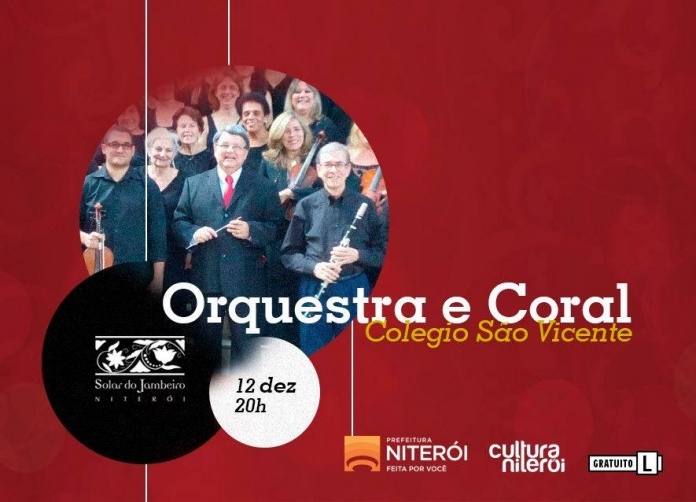 Orquestra e Coral
Colegio São Vicente
Solar do Jambeiro
NITERÓI
12 dez
20h
PREFEITURA
NITERÓI
FEITA POR VOCÊ
cultura
niterói
GRATUITO L